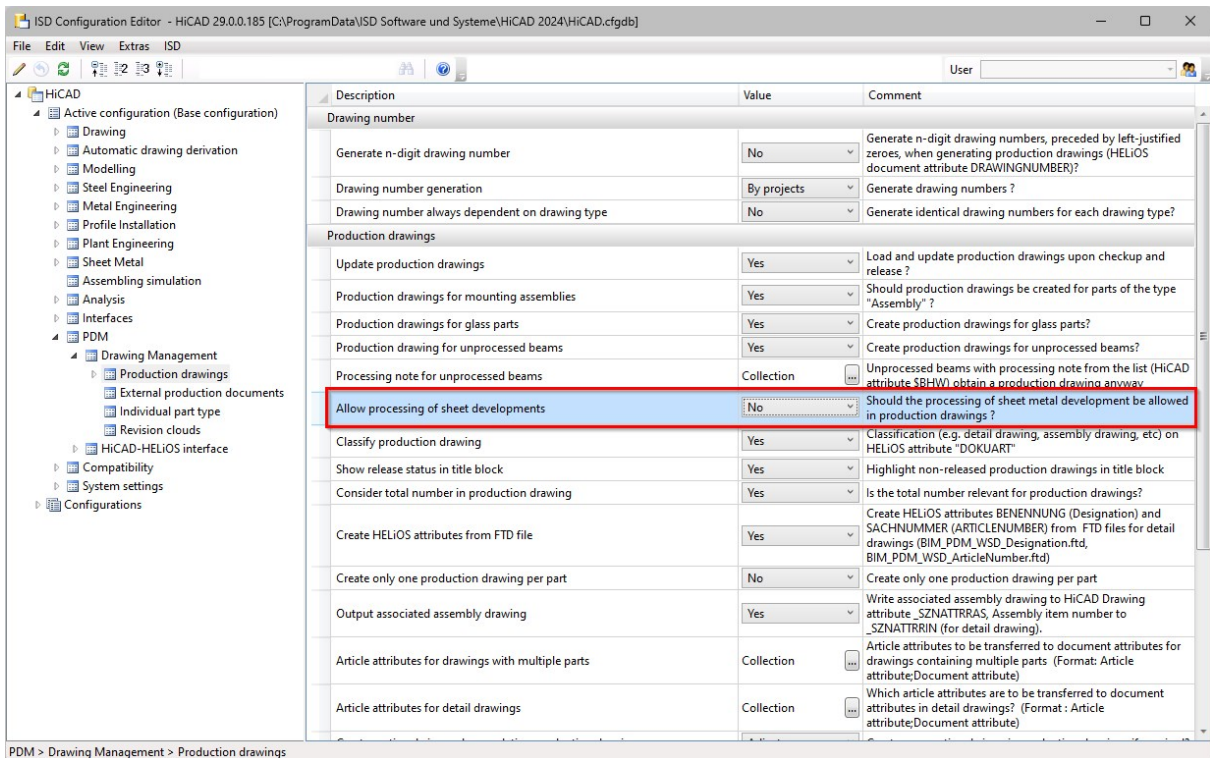 ISD Configuration Editor - HiCAD 29.0.0.185 [C:\ProgramData\ISD Software und Systeme\HiCAD 2024\HiCAD.cfgdb]
File Edit View Extras ISD
User
HiCAD
Active configuration (Base configuration)
Drawing
Automatic drawing derivation
Modelling
Steel Engineering
Metal Engineering
Profile Installation
Plant Engineering
Sheet Metal
Assembling simulation
Analysis
Interfaces
PDM
Drawing Management
Production drawings
External production documents
Individual part type
Revision clouds
HiCAD-HELiOS interface
Compatibility
System settings
Configurations
Description Value Comment
Drawing number
Generate n-digit drawing number No Generate n-digit drawing numbers, preceded by left-justified
zeroes, when generating production drawings (HELiOS
document attribute DRAWINGNUMBER)?
Drawing number generation By projects Generate drawing numbers ?
Drawing number always dependent on drawing type No Generate identical drawing numbers for each drawing type?
Production drawings
Update production drawings Yes Load and update production drawings upon checkup and
release ?
Production drawings for mounting assemblies Yes Should production drawings be created for parts of the type
"Assembly" ?
Production drawings for glass parts Yes Create production drawings for glass parts?
Production drawing for unprocessed beams Yes Create production drawings for unprocessed beams?
Processing note for unprocessed beams Collection ... Unprocessed beams with processing note from the list (HiCAD
attribute $BHW) obtain a production drawing anyway
Allow processing of sheet developments No Should the processing of sheet metal development be allowed
in production drawings ?
Classify production drawing Yes Classification (e.g. detail drawing, assembly drawing, etc) on
HELiOS attribute "DOKUART"
Show release status in title block Yes Highlight non-released production drawings in title block
Consider total number in production drawing Yes Is the total number relevant for production drawings?
Create HELiOS attributes from FTD file Yes Create HELiOS attributes BENENNUNG (Designation) and
SACHNUMMER (ARTICLENUMBER) from FTD files for detail
drawings (BIM_PDM_WSD_Designation.ftd,
BIM_PDM_WSD_ArticleNumber.ftd)
Create only one production drawing per part No Create only one production drawing per part
Output associated assembly drawing Yes Write associated assembly drawing to HiCAD Drawing
attribute _SZNATTRRAS, Assembly item number to
_SZNATTRRIN (for detail drawing).
Article attributes for drawings with multiple parts Collection ... Article attributes to be transferred to document attributes for
drawings containing multiple parts (Format: Article
attribute;Document attribute)
Article attributes for detail drawings Collection ... Which article attributes are to be transferred to document
attributes in detail drawings? (Format : Article
attribute;Document attribute)
PDM > Drawing Management > Production drawings